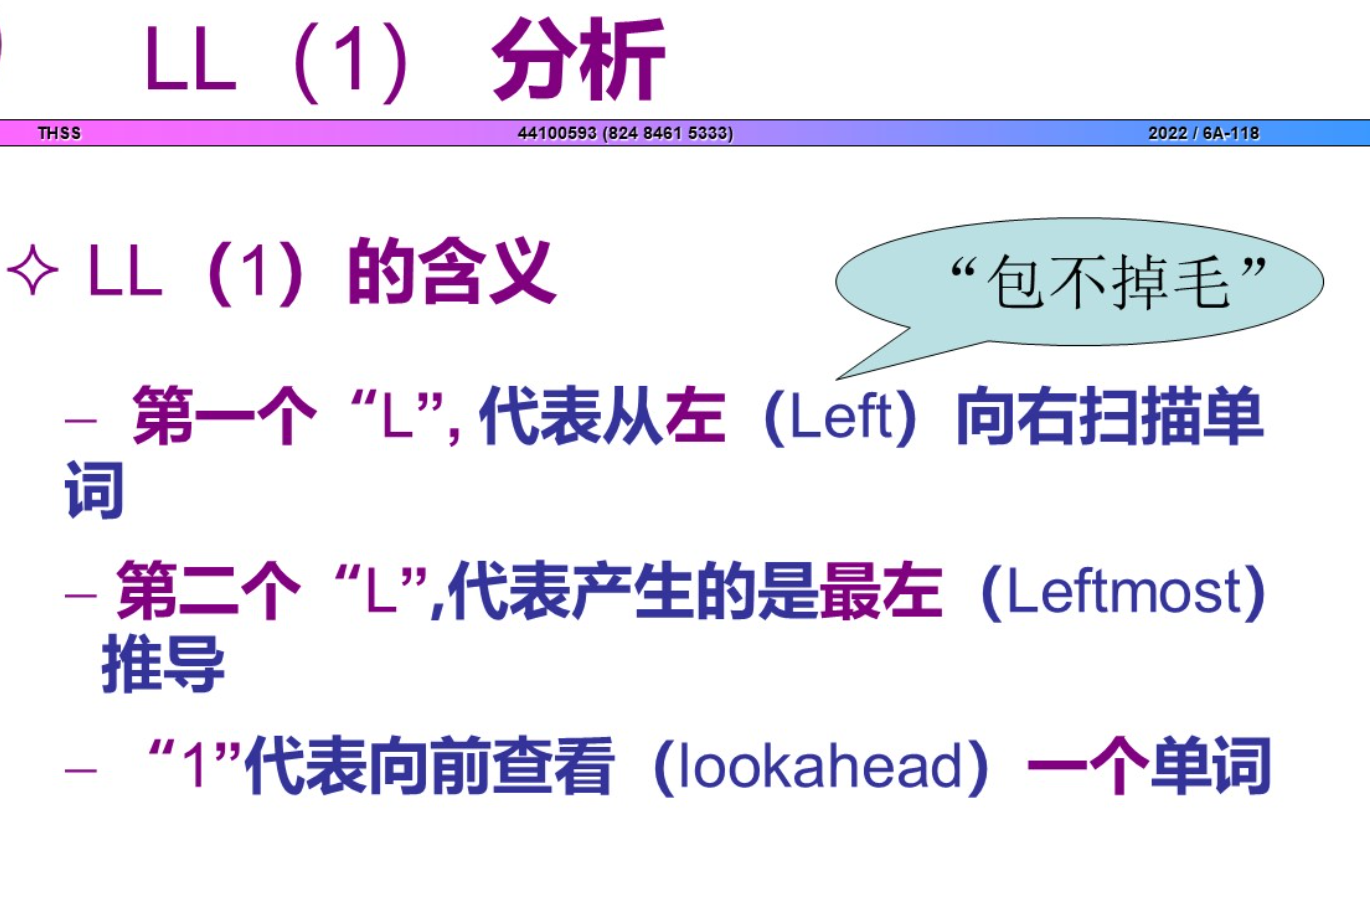 LL（1） 分析
THSS 44100593 (824 8461 5333) 2022 / 6A-118
LL（1）的含义
“包不掉毛”
– 第一个“L”, 代表从左（Left）向右扫描单
词
– 第二个“L”,代表产生的是最左（Leftmost）
推导
– “1”代表向前查看（lookahead）一个单词